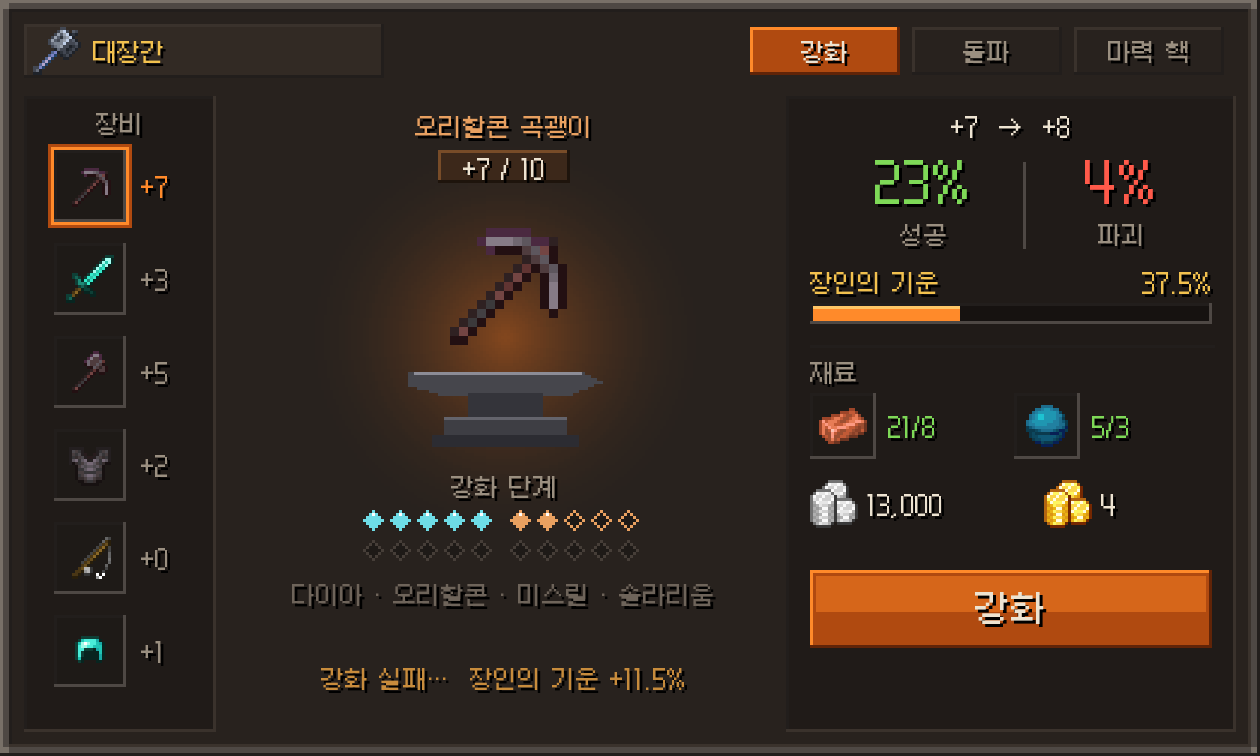 대장간
강화
돌파
마력 핵
장비
+7
+3
+5
+2
+0
+1
오리할콘 곡괭이
+7 / 10
강화 단계
다이아 · 오리할콘 · 미스릴 · 솔라리움
강화 실패… 장인의 기운 +11.5%
+7 → +8
23%
성공
4%
파괴
장인의 기운 37.5%
재료
21/8
5/3
13,000
4
강화